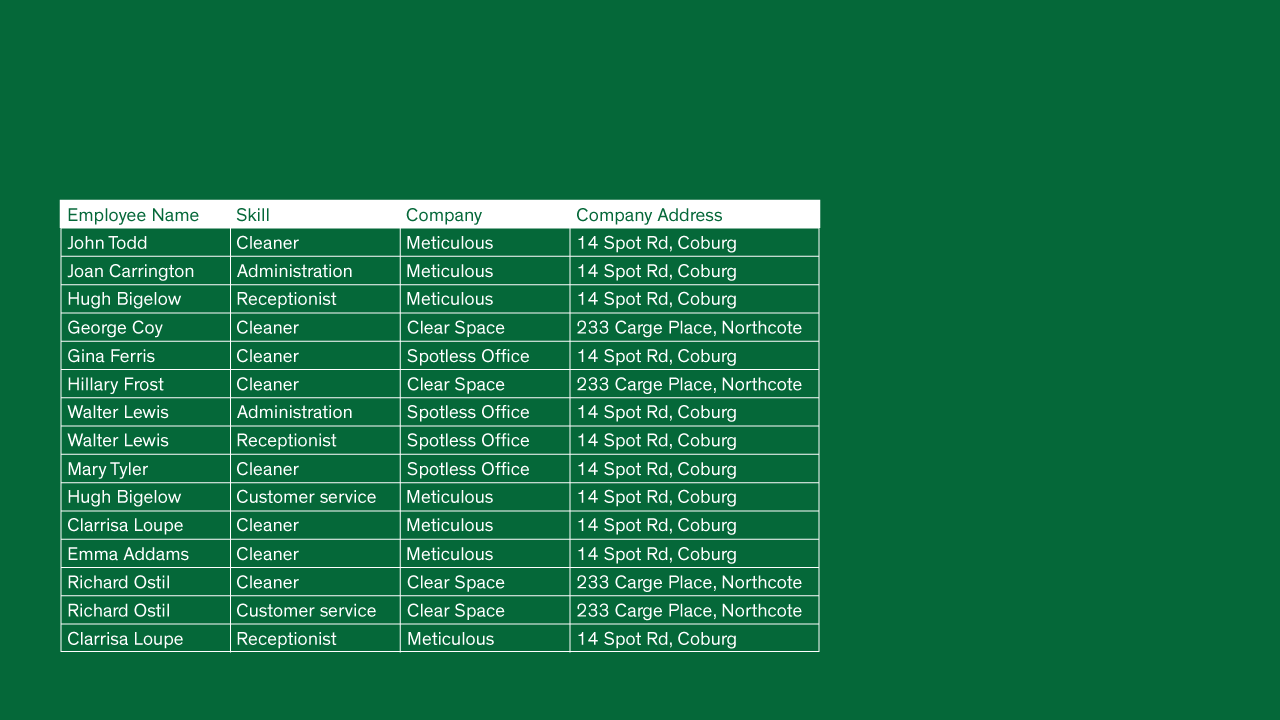 Employee Name Skill Company Company Address
John Todd Cleaner Meticulous 14 Spot Rd, Coburg
Joan Carrington Administration Meticulous 14 Spot Rd, Coburg
Hugh Bigelow Receptionist Meticulous 14 Spot Rd, Coburg
George Coy Cleaner Clear Space 233 Carge Place, Northcote
Gina Ferris Cleaner Spotless Office 14 Spot Rd, Coburg
Hillary Frost Cleaner Clear Space 233 Carge Place, Northcote
Walter Lewis Administration Spotless Office 14 Spot Rd, Coburg
Walter Lewis Receptionist Spotless Office 14 Spot Rd, Coburg
Mary Tyler Cleaner Spotless Office 14 Spot Rd, Coburg
Hugh Bigelow Customer service Meticulous 14 Spot Rd, Coburg
Clarrisa Loupe Cleaner Meticulous 14 Spot Rd, Coburg
Emma Addams Cleaner Meticulous 14 Spot Rd, Coburg
Richard Ostil Cleaner Clear Space 233 Carge Place, Northcote
Richard Ostil Customer service Clear Space 233 Carge Place, Northcote
Clarrisa Loupe Receptionist Meticulous 14 Spot Rd, Coburg